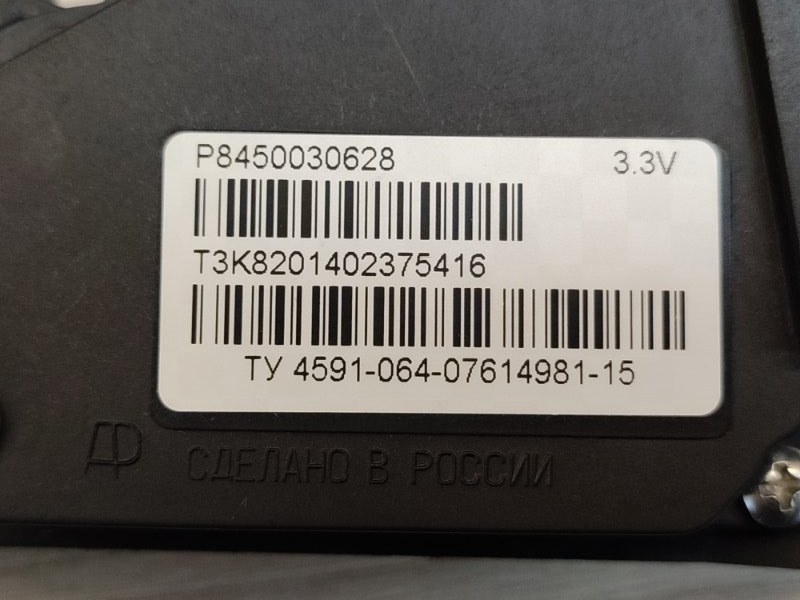 P8450030628 3.3V
T3K8201402375416
ТУ 4591-064-07614981-15
СДЕЛАНО В РОССИИ